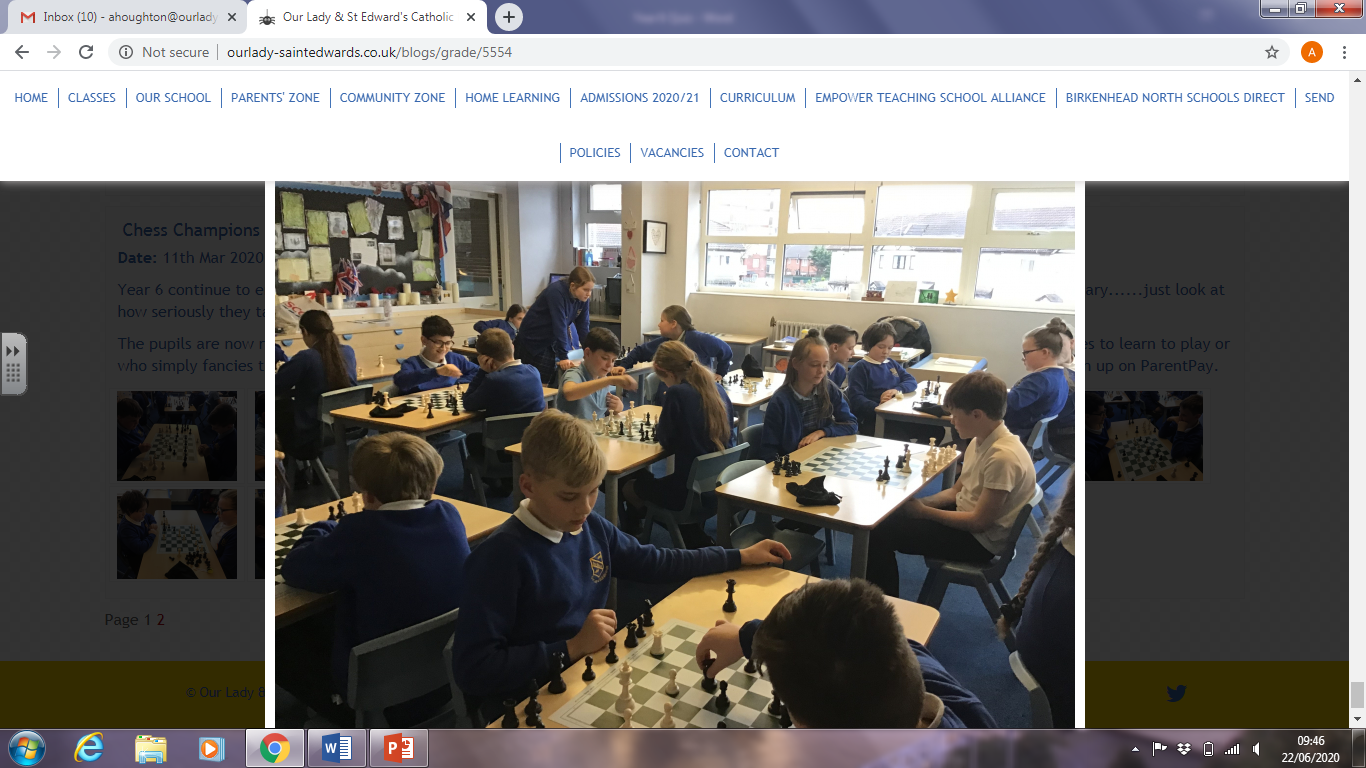 Inbox (10) - ahoughton@ourlady
Our Lady & St Edward's Catholic
Not secure
ourlady-saintedwards.co.uk/blogs/grade/5554
A
HOME CLASSES OUR SCHOOL PARENTS' ZONE COMMUNITY ZONE HOME LEARNING ADMISSIONS 2020/21 CURRICULUM EMPOWER TEACHING SCHOOL ALLIANCE BIRKENHEAD NORTH SCHOOLS DIRECT SEND
POLICIES VACANCIES CONTACT
Chess Champions
Date: 11th Mar 2020
Year 6 continue to just look at
how seriously they
The pupils are now to learn to play or
who simply fancies up on ParentPay.
Page 1 2
© Our Lady
09:46
22/06/2020